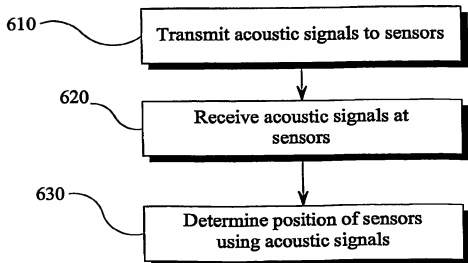 610
Transmit acoustic signals to sensors
620
Receive acoustic signals at
sensors
630
Determine position of sensors
using acoustic signals